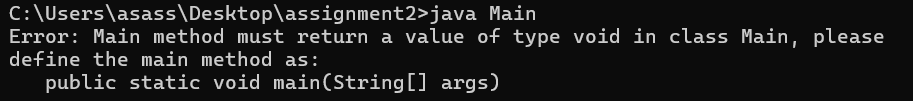 C:\Users\asass\Desktop\assignment2>java Main
Error: Main method must return a value of type void in class Main, please
define the main method as:
   public static void main(String[] args)